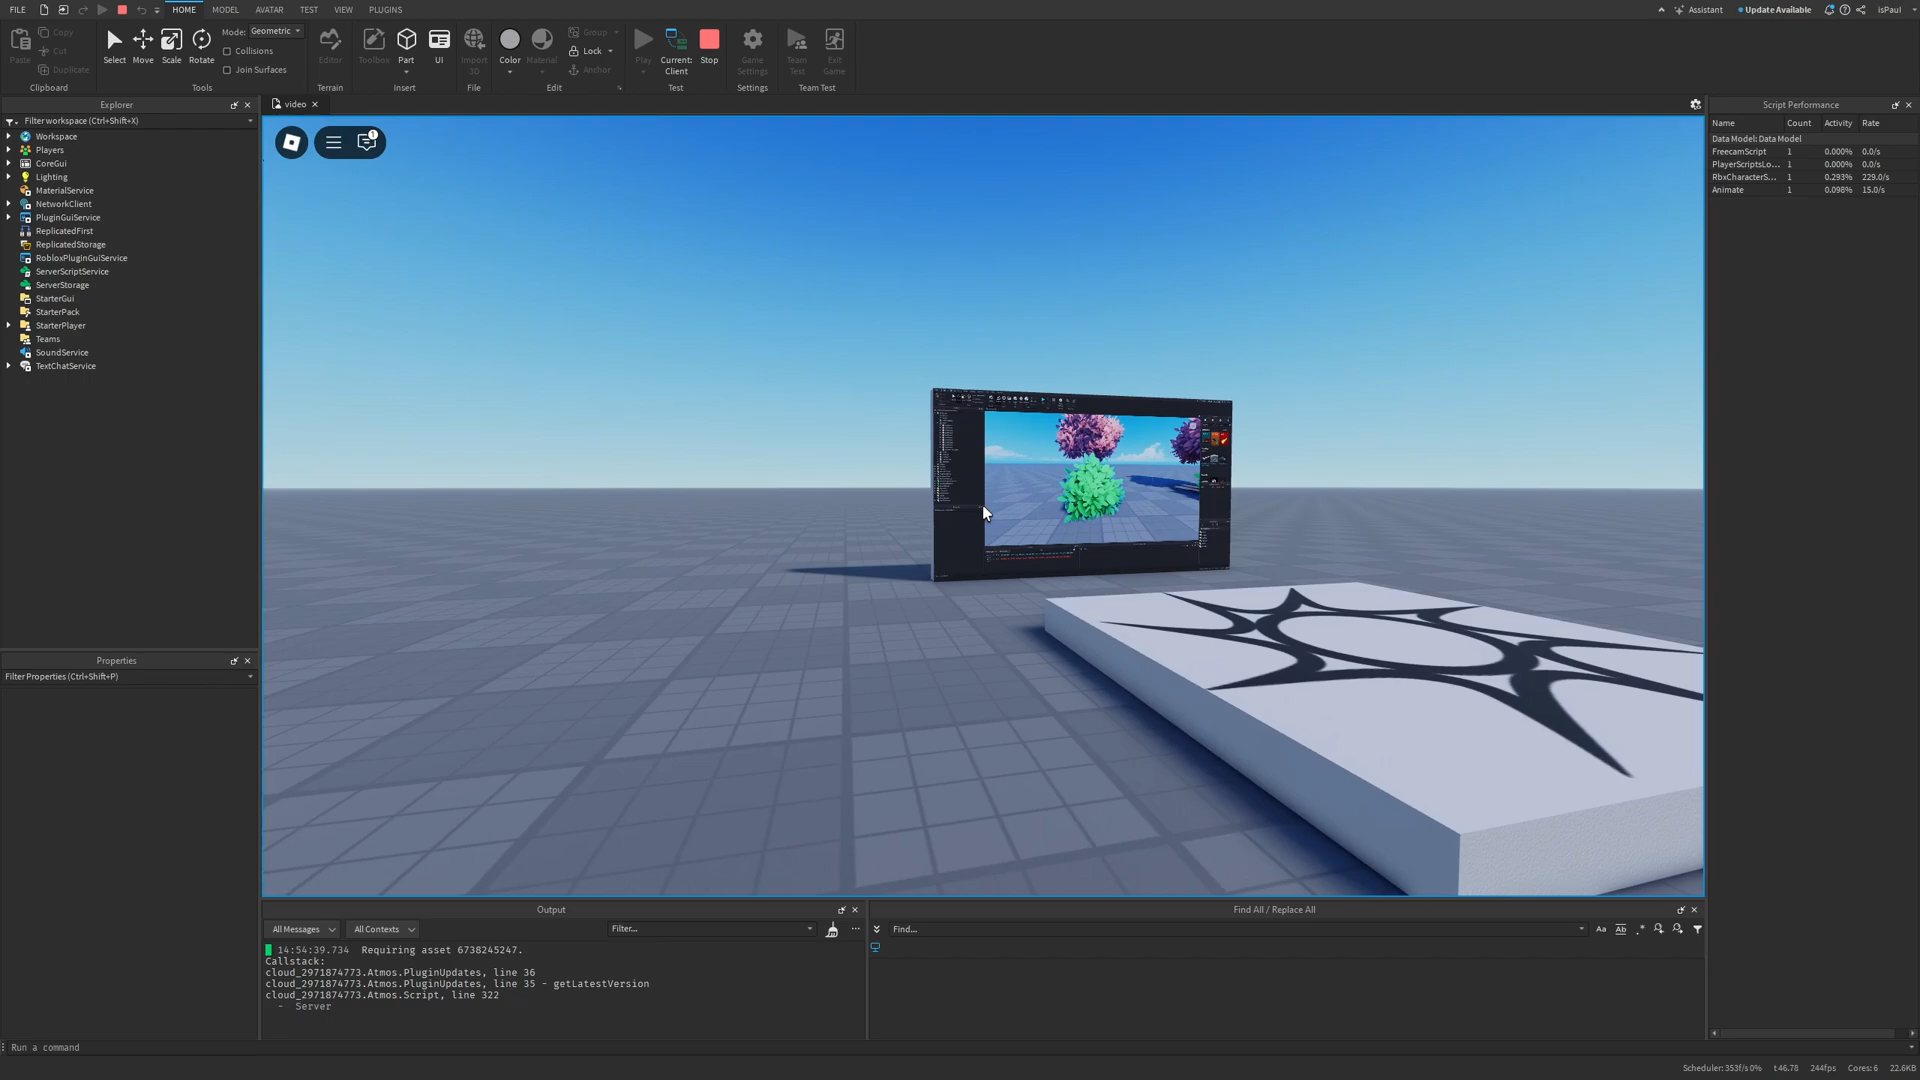 FILE HOME MODEL AVATAR TEST VIEW PLUGINS Assistant Update Available isPaul
Paste Copy Cut Duplicate Clipboard
Select Move Scale Rotate Mode: Geometric Collisions Join Surfaces Tools
Editor Terrain
Toolbox Part UI Insert
Import 3D File
Color Material Group Lock Anchor Edit
Play Current: Client Stop Test
Game Settings Settings
Team Test Exit Game Team Test
Explorer
Filter workspace (Ctrl+Shift+X)
Workspace
Players
CoreGui
Lighting
MaterialService
NetworkClient
PluginGuiService
ReplicatedFirst
ReplicatedStorage
RobloxPluginGuiService
ServerScriptService
ServerStorage
StarterGui
StarterPack
StarterPlayer
Teams
SoundService
TextChatService
Properties
Filter Properties (Ctrl+Shift+P)
video
1
Script Performance
Name Count Activity Rate
Data Model: Data Model
FreecamScript 1 0.000% 0.0/s
PlayerScriptsLo... 1 0.000% 0.0/s
RbxCharacterS... 1 0.293% 229.0/s
Animate 1 0.098% 15.0/s
Output
All Messages All Contexts Filter...
14:54:39.734 Requiring asset 6738245247.
Callstack:
cloud_2971874773.Atmos.PluginUpdates, line 36
cloud_2971874773.Atmos.PluginUpdates, line 35 - getLatestVersion
cloud_2971874773.Atmos.Script, line 322
- Server
Find All / Replace All
Find... Aa Ab .*
Run a command
Scheduler: 353f/s 0% t46.78 244fps Cores: 6 22.6KB